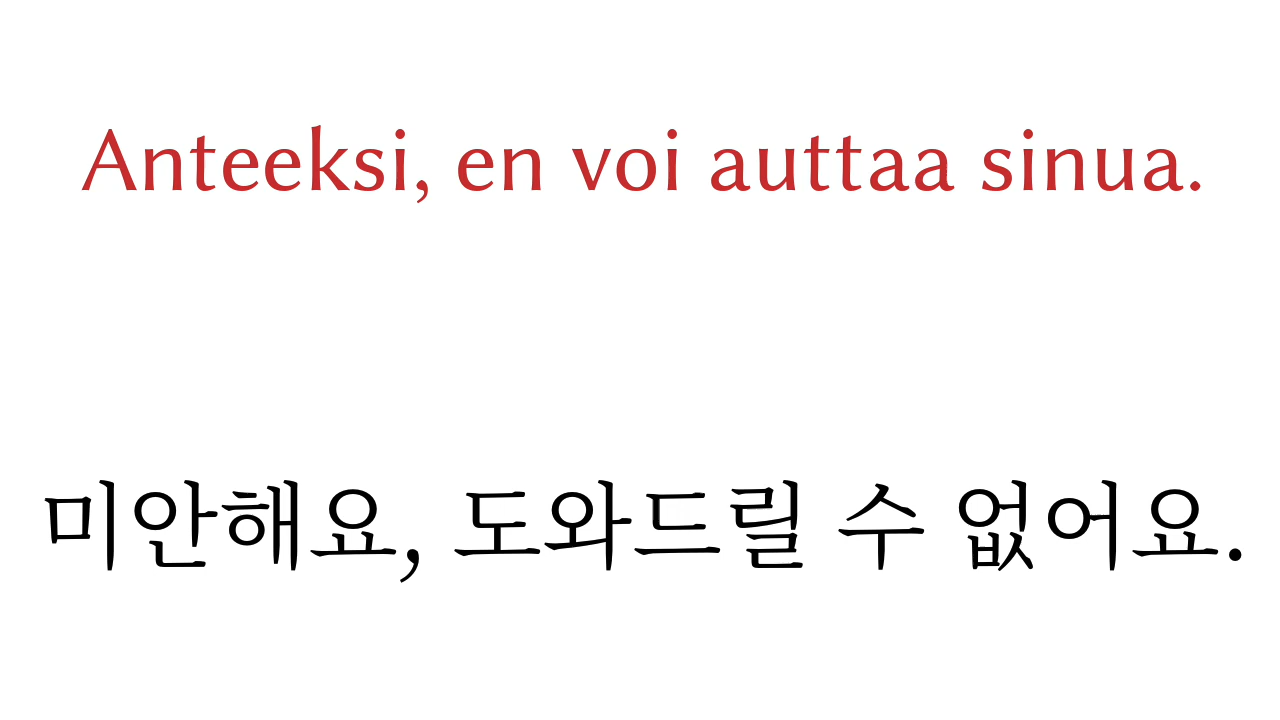 Anteeksi, en voi auttaa sinua.
미안해요, 도와드릴 수 없어요.